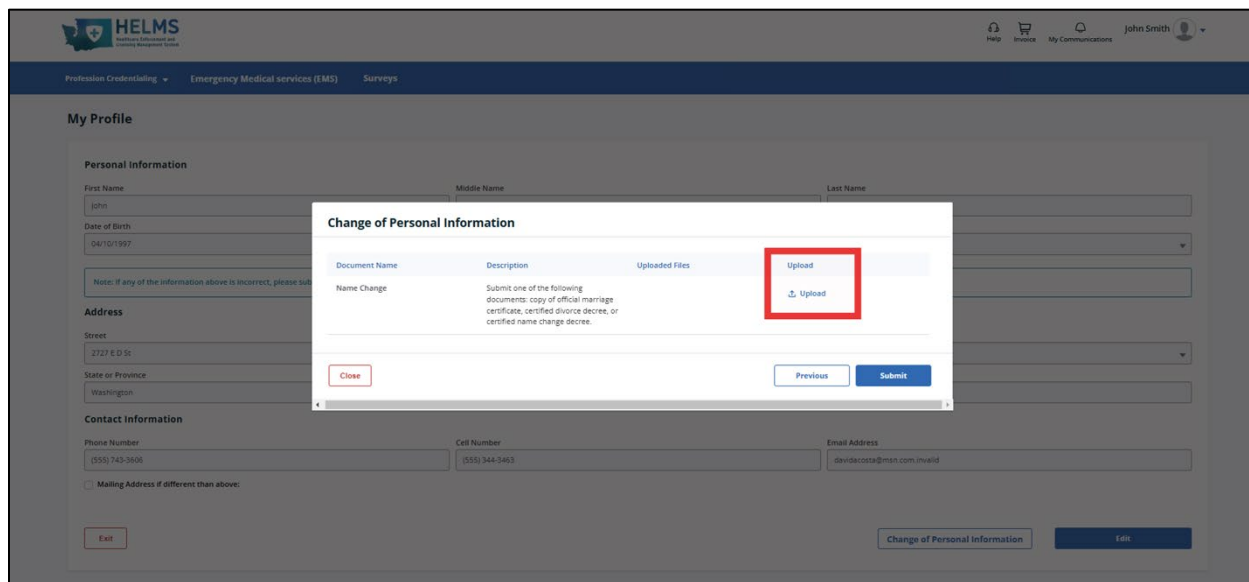 HELMS
Healthcare Enforcement and
Licensing Management System
Help
Invoice
My Communications
John Smith
Profession Credentialing
Emergency Medical services (EMS)
Surveys
My Profile
Personal Information
First Name
Middle Name
Last Name
john
Date of Birth
04/10/1997
Note: If any of the information above is incorrect, please sub
Change of Personal Information
Document Name
Description
Uploaded Files
Upload
Name Change
Submit one of the following
documents: copy of official marriage
certificate, certified divorce decree, or
certified name change decree.
Upload
Close
Previous
Submit
Address
Street
2727 E D St
State or Province
Washington
Contact Information
Phone Number
Cell Number
Email Address
(555) 743-3606
(555) 344-3463
davidacosta@msn.com.invalid
Mailing Address if different than above:
Exit
Change of Personal Information
Edit